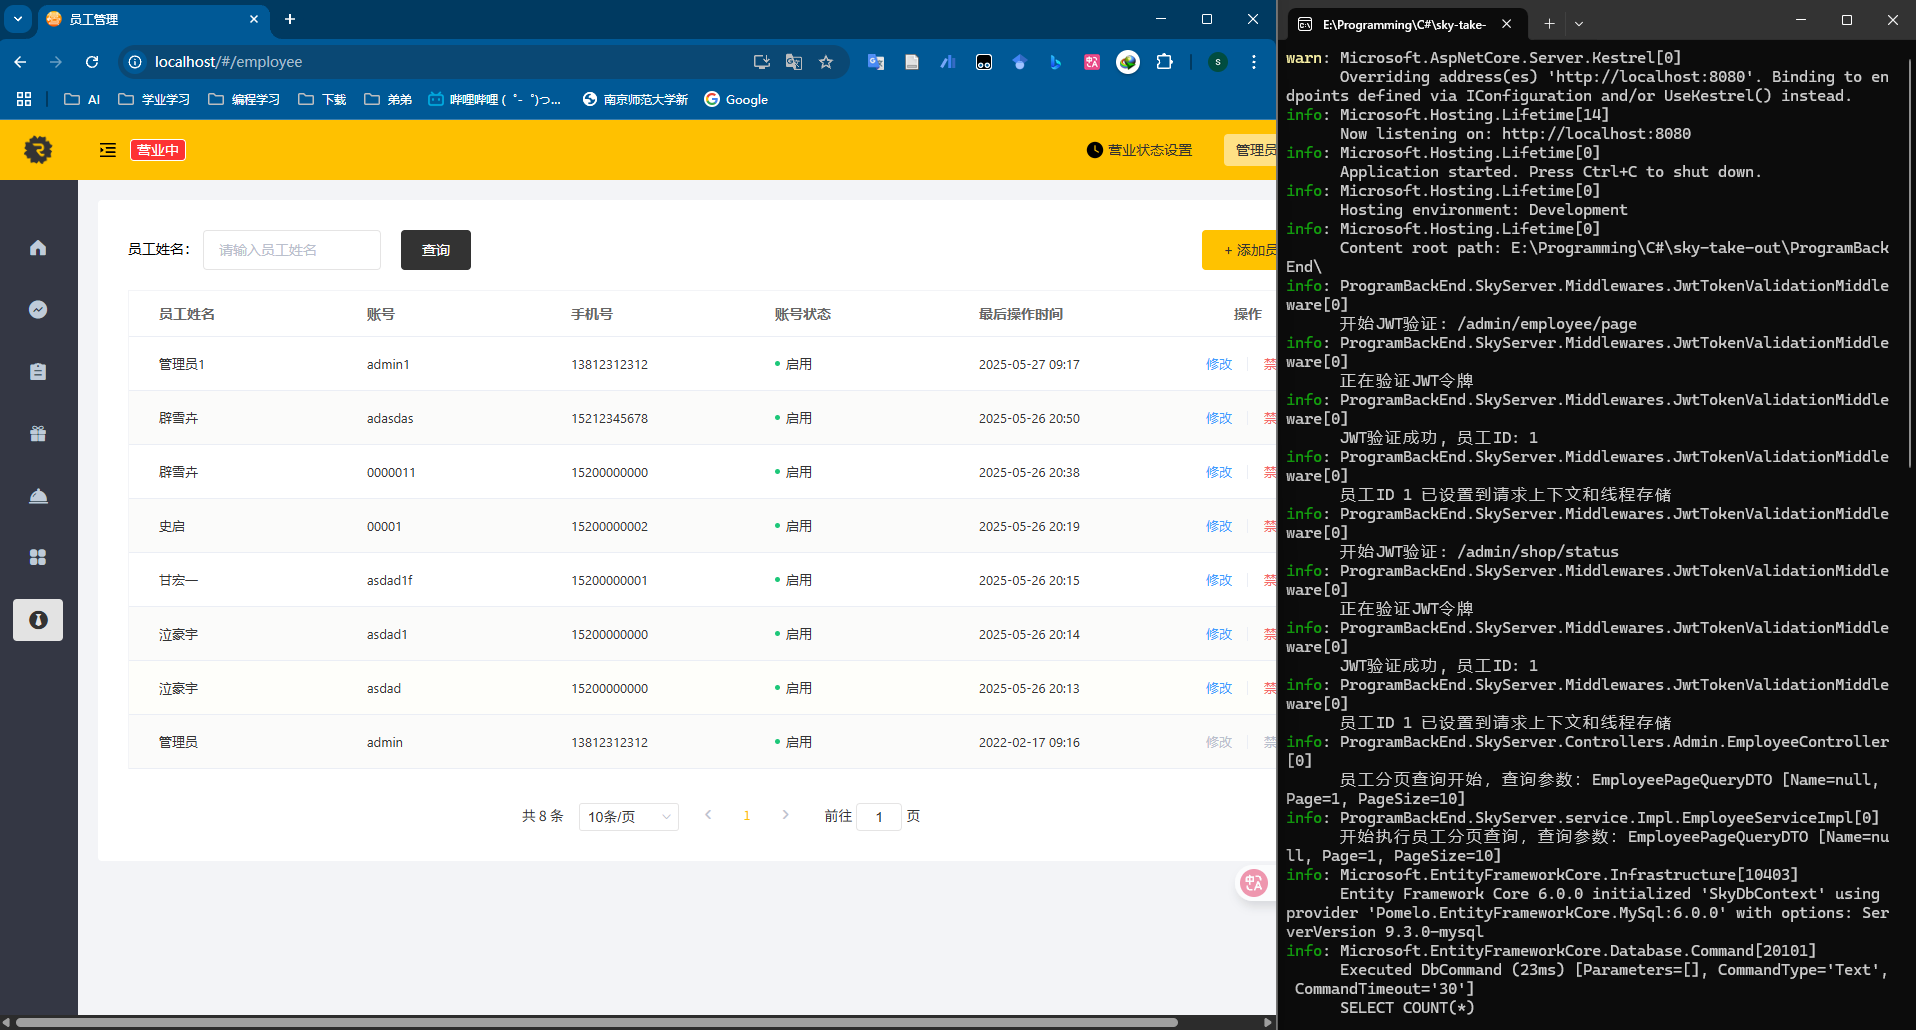 员工管理
localhost/#/employee
S
AI
学业学习
编程学习
下载
弟弟
哔哩哔哩 (゜-゜)つ...
南京师范大学新
Google
营业中
营业状态设置
管理员
员工姓名:
请输入员工姓名
查询
+ 添加员
员工姓名 账号 手机号 账号状态 最后操作时间 操作
管理员1 admin1 13812312312 启用 2025-05-27 09:17 修改 禁
辟雪卉 adasdas 15212345678 启用 2025-05-26 20:50 修改 禁
辟雪卉 0000011 15200000000 启用 2025-05-26 20:38 修改 禁
史启 00001 15200000002 启用 2025-05-26 20:19 修改 禁
甘宏一 asdad1f 15200000001 启用 2025-05-26 20:15 修改 禁
泣豪宇 asdad1 15200000000 启用 2025-05-26 20:14 修改 禁
泣豪宇 asdad 15200000000 启用 2025-05-26 20:13 修改 禁
管理员 admin 13812312312 启用 2022-02-17 09:16 修改 禁
共 8 条 10条/页 1 前往 1 页
E:\Programming\C#\sky-take-
warn: Microsoft.AspNetCore.Server.Kestrel[0]
Overriding address(es) 'http://localhost:8080'. Binding to en
dpoints defined via IConfiguration and/or UseKestrel() instead.
info: Microsoft.Hosting.Lifetime[14]
Now listening on: http://localhost:8080
info: Microsoft.Hosting.Lifetime[0]
Application started. Press Ctrl+C to shut down.
info: Microsoft.Hosting.Lifetime[0]
Hosting environment: Development
info: Microsoft.Hosting.Lifetime[0]
Content root path: E:\Programming\C#\sky-take-out\ProgramBack
End\
info: ProgramBackEnd.SkyServer.Middlewares.JwtTokenValidationMiddle
ware[0]
开始JWT验证: /admin/employee/page
info: ProgramBackEnd.SkyServer.Middlewares.JwtTokenValidationMiddle
ware[0]
正在验证JWT令牌
info: ProgramBackEnd.SkyServer.Middlewares.JwtTokenValidationMiddle
ware[0]
JWT验证成功, 员工ID: 1
info: ProgramBackEnd.SkyServer.Middlewares.JwtTokenValidationMiddle
ware[0]
员工ID 1 已设置到请求上下文和线程存储
info: ProgramBackEnd.SkyServer.Middlewares.JwtTokenValidationMiddle
ware[0]
开始JWT验证: /admin/shop/status
info: ProgramBackEnd.SkyServer.Middlewares.JwtTokenValidationMiddle
ware[0]
正在验证JWT令牌
info: ProgramBackEnd.SkyServer.Middlewares.JwtTokenValidationMiddle
ware[0]
JWT验证成功, 员工ID: 1
info: ProgramBackEnd.SkyServer.Middlewares.JwtTokenValidationMiddle
ware[0]
员工ID 1 已设置到请求上下文和线程存储
info: ProgramBackEnd.SkyServer.Controllers.Admin.EmployeeController
[0]
员工分页查询开始, 查询参数: EmployeePageQueryDTO [Name=null,
Page=1, PageSize=10]
info: ProgramBackEnd.SkyServer.service.Impl.EmployeeServiceImpl[0]
开始执行员工分页查询, 查询参数: EmployeePageQueryDTO [Name=nu
ll, Page=1, PageSize=10]
info: Microsoft.EntityFrameworkCore.Infrastructure[10403]
Entity Framework Core 6.0.0 initialized 'SkyDbContext' using
provider 'Pomelo.EntityFrameworkCore.MySql:6.0.0' with options: Ser
verVersion 9.3.0-mysql
info: Microsoft.EntityFrameworkCore.Database.Command[20101]
Executed DbCommand (23ms) [Parameters=[], CommandType='Text',
CommandTimeout='30']
SELECT COUNT(*)